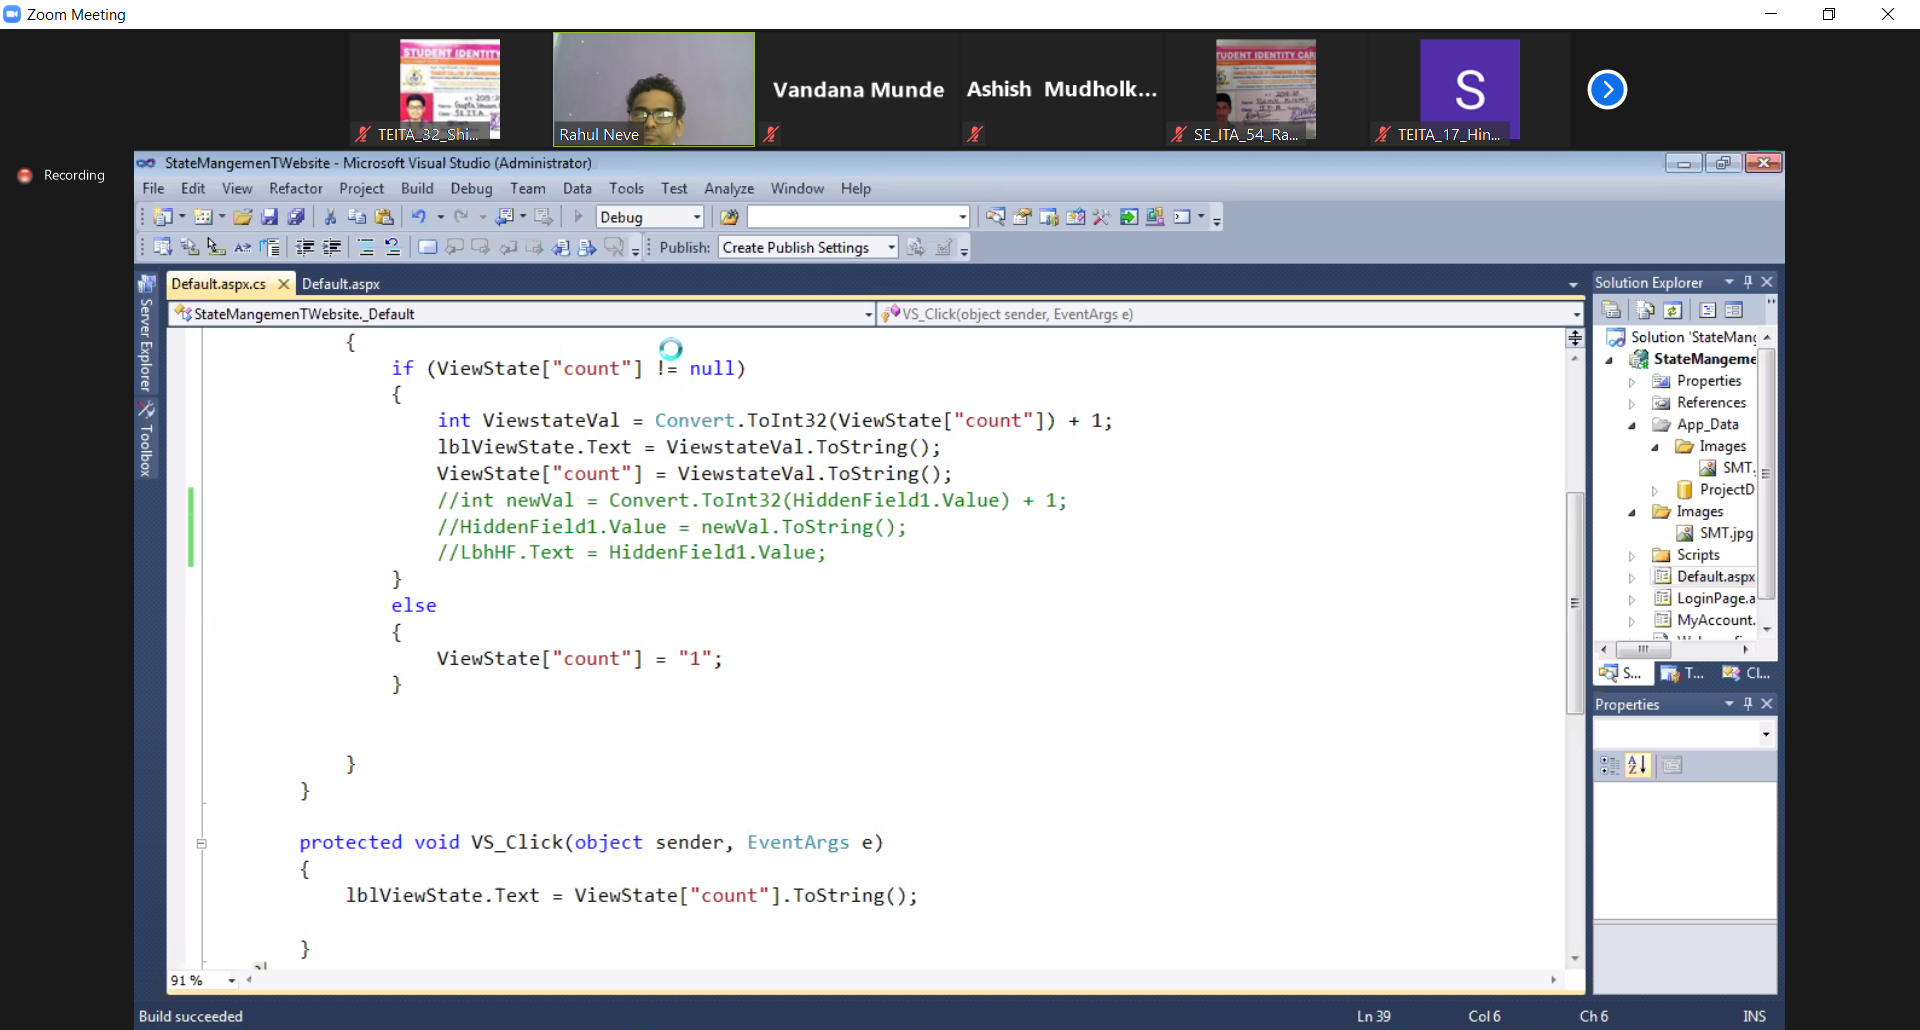 Zoom Meeting
STUDENT IDENTITY
TEITA_32_Shi...
Rahul Neve
Vandana Munde
Ashish Mudholk...
SE_ITA_54_Ra...
S
TEITA_17_Hin...
Recording
StateMangemenTWebsite - Microsoft Visual Studio (Administrator)
File Edit View Refactor Project Build Debug Team Data Tools Test Analyze Window Help
Debug
Publish: Create Publish Settings
Server Explorer
Toolbox
Default.aspx.cs Default.aspx
StateMangemenTWebsite._Default
VS_Click(object sender, EventArgs e)
{
if (ViewState["count"] != null)
{
int ViewstateVal = Convert.ToInt32(ViewState["count"]) + 1;
lblViewState.Text = ViewstateVal.ToString();
ViewState["count"] = ViewstateVal.ToString();
//int newVal = Convert.ToInt32(HiddenField1.Value) + 1;
//HiddenField1.Value = newVal.ToString();
//LbhHF.Text = HiddenField1.Value;
}
else
{
ViewState["count"] = "1";
}
}
}
protected void VS_Click(object sender, EventArgs e)
{
lblViewState.Text = ViewState["count"].ToString();
}
91 %
Solution Explorer
Solution 'StateMang
StateMangeme
Properties
References
App_Data
Images
SMT.
ProjectD
Images
SMT.jpg
Scripts
Default.aspx
LoginPage.a
MyAccount.
S... T... Cl...
Properties
Build succeeded
Ln 39 Col 6 Ch 6 INS